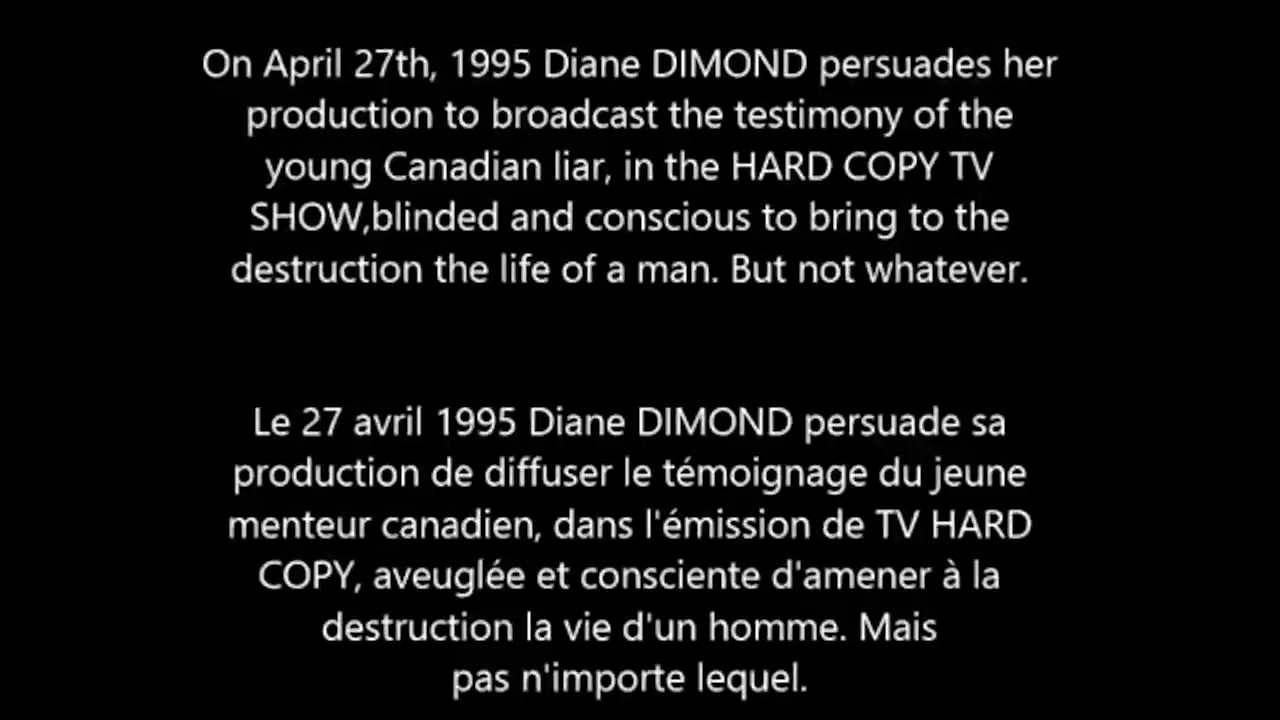 On April 27th, 1995 Diane DIMOND persuades her
production to broadcast the testimony of the
young Canadian liar, in the HARD COPY TV
SHOW,blinded and conscious to bring to the
destruction the life of a man. But not whatever.
Le 27 avril 1995 Diane DIMOND persuade sa
production de diffuser le témoignage du jeune
menteur canadien, dans l'émission de TV HARD
COPY, aveuglée et consciente d'amener à la
destruction la vie d'un homme. Mais
pas n'importe lequel.